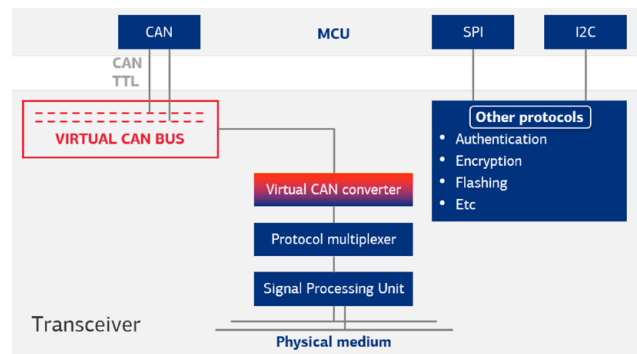 CAN
MCU
SPI
I2C
CAN
TTL
VIRTUAL CAN BUS
Other protocols
• Authentication
• Encryption
• Flashing
• Etc
Virtual CAN converter
Protocol multiplexer
Signal Processing Unit
Transceiver
Physical medium